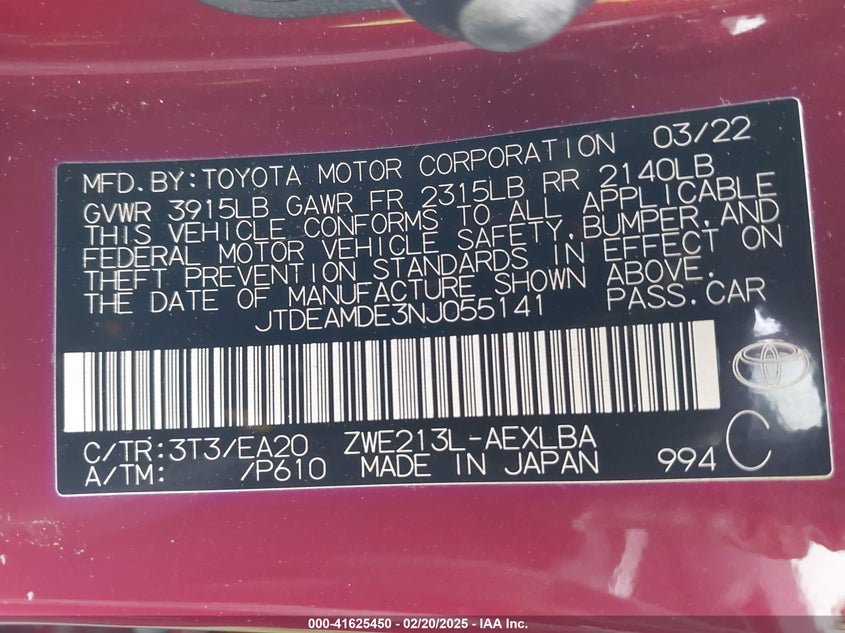 MFD.BY:TOYOTA MOTOR CORPORATION 03/22
GVWR 3915LB GAWR FR 2315LB RR 2140LB
THIS VEHICLE CONFORMS TO ALL APPLICABLE
FEDERAL MOTOR VEHICLE SAFETY,BUMPER,AND
THEFT PREVENTION STANDARDS IN EFFECT ON
THE DATE OF MANUFACTURE SHOWN ABOVE.
JTDEAMDE3NJ055141 PASS.CAR
C/TR:3T3/EA20 ZWE213L-AEXLBA
A/TM: /P610 MADE IN JAPAN 994 C
000-41625450 - 02/20/2025 - IAA Inc.